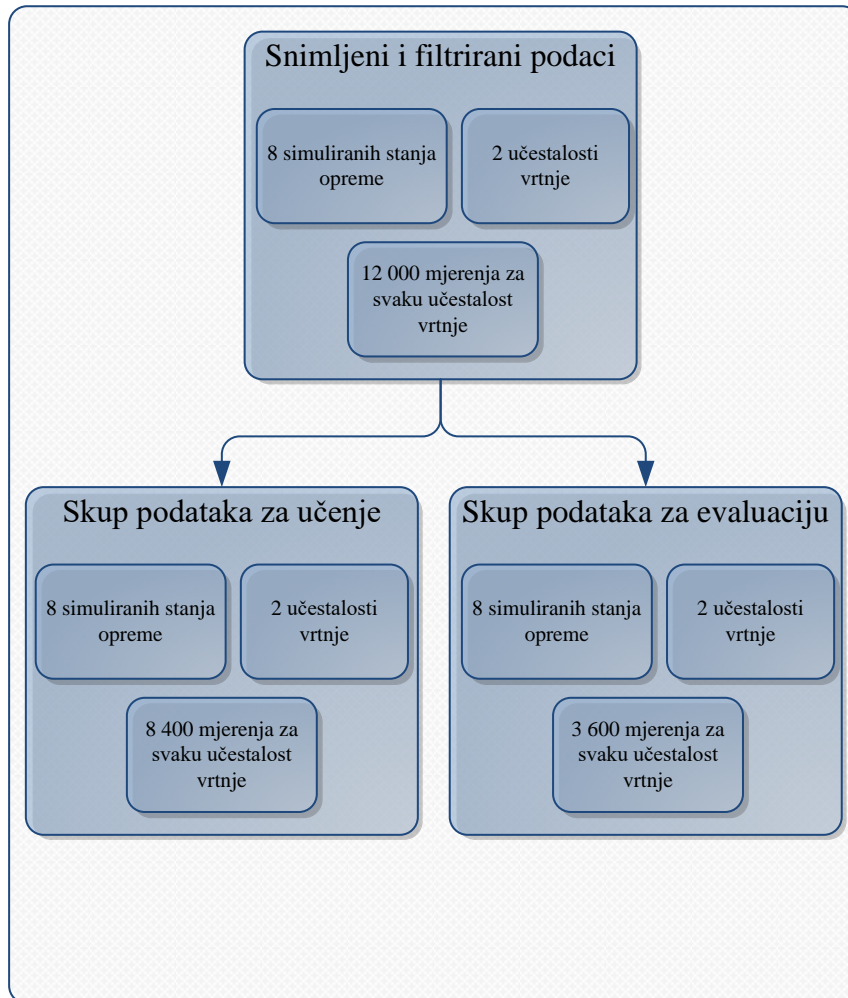 Snimljeni i filtrirani podaci
8 simuliranih stanja
opreme
2 učestalosti
vrtnje
12 000 mjerenja za
svaku učestalost
vrtnje
Skup podataka za učenje
8 simuliranih stanja
opreme
2 učestalosti
vrtnje
8 400 mjerenja za
svaku učestalost
vrtnje
Skup podataka za evaluaciju
8 simuliranih stanja
opreme
2 učestalosti
vrtnje
3 600 mjerenja za
svaku učestalost
vrtnje